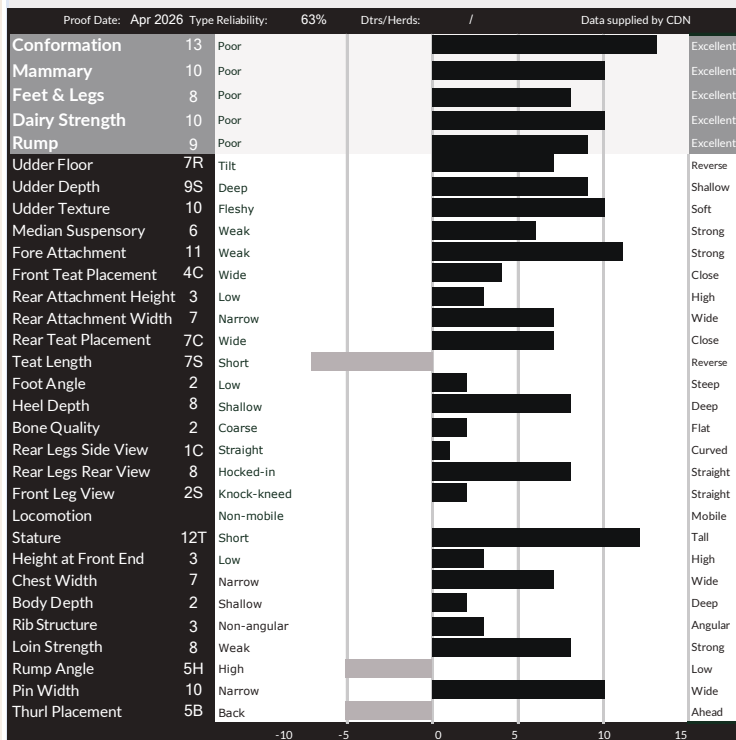 Proof Date: Apr 2026 Type Reliability: 63% Dtrs/Herds: / Data supplied by CDN
Conformation 13 Poor Excellent
Mammary 10 Poor Excellent
Feet & Legs 8 Poor Excellent
Dairy Strength 10 Poor Excellent
Rump 9 Poor Excellent
Udder Floor 7R Tilt Reverse
Udder Depth 9S Deep Shallow
Udder Texture 10 Fleshy Soft
Median Suspensory 6 Weak Strong
Fore Attachment 11 Weak Strong
Front Teat Placement 4C Wide Close
Rear Attachment Height 3 Low High
Rear Attachment Width 7 Narrow Wide
Rear Teat Placement 7C Wide Close
Teat Length 7S Short Reverse
Foot Angle 2 Low Steep
Heel Depth 8 Shallow Deep
Bone Quality 2 Coarse Flat
Rear Legs Side View 1C Straight Curved
Rear Legs Rear View 8 Hocked-in Straight
Front Leg View 2S Knock-kneed Straight
Locomotion Non-mobile Mobile
Stature 12T Short Tall
Height at Front End 3 Low High
Chest Width 7 Narrow Wide
Body Depth 2 Shallow Deep
Rib Structure 3 Non-angular Angular
Loin Strength 8 Weak Strong
Rump Angle 5H High Low
Pin Width 10 Narrow Wide
Thurl Placement 5B Back Ahead
-10 -5 0 5 10 15